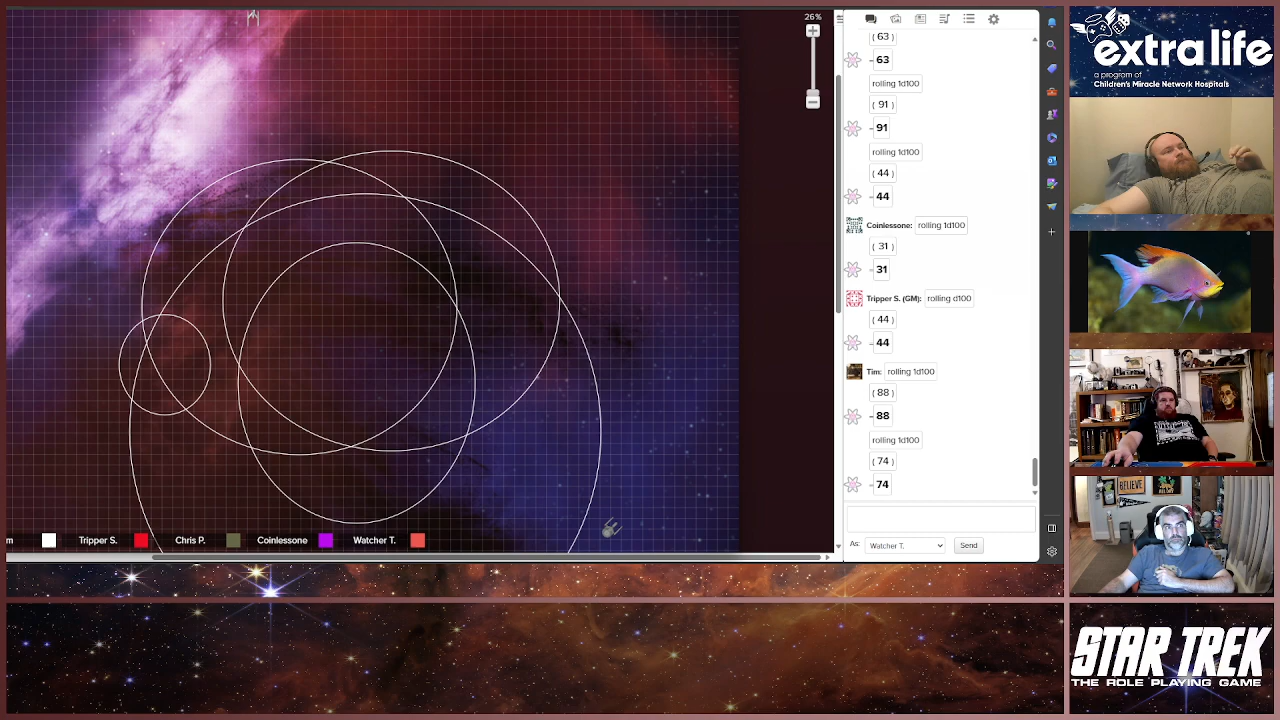 26%
( 63 )
= 63
rolling 1d100
( 91 )
= 91
rolling 1d100
( 44 )
= 44
Coinlessone: rolling 1d100
( 31 )
= 31
Tripper S. (GM): rolling d100
( 44 )
= 44
Tim: rolling 1d100
( 88 )
= 88
rolling 1d100
( 74 )
= 74
As: Watcher T.
Send
m
Tripper S.
Chris P.
Coinlessone
Watcher T.
extra life
a program of
Children's Miracle Network Hospitals
BELIEVE
STAR TREK
THE ROLE PLAYING GAME